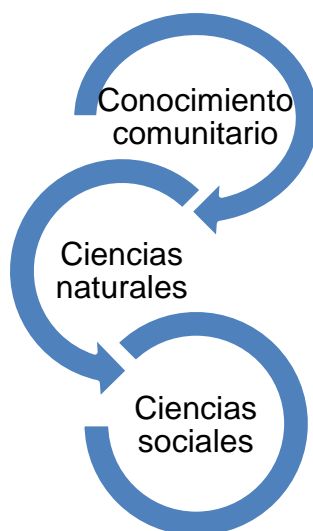 Conocimiento
comunitario
Ciencias
naturales
Ciencias
sociales